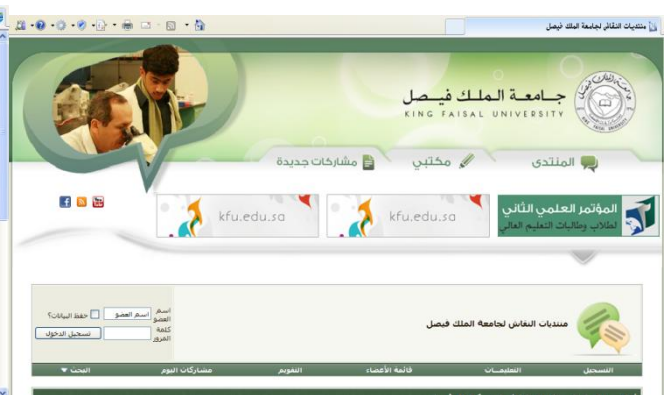 منتديات النقاش لجامعة الملك فيصل
جامعة الملك فيصل
KING FAISAL UNIVERSITY
المنتدى
مكتبي
مشاركات جديدة
المؤتمر العلمي الثاني
لطلاب وطالبات التعليم العالي
kfu.edu.sa
kfu.edu.sa
منتديات النقاش لجامعة الملك فيصل
اسم العضو
اسم العضو
حفظ البيانات؟
كلمة المرور
تسجيل الدخول
التسجيل
التعليمـــات
قائمة الأعضاء
التقويم
مشاركات اليوم
البحث